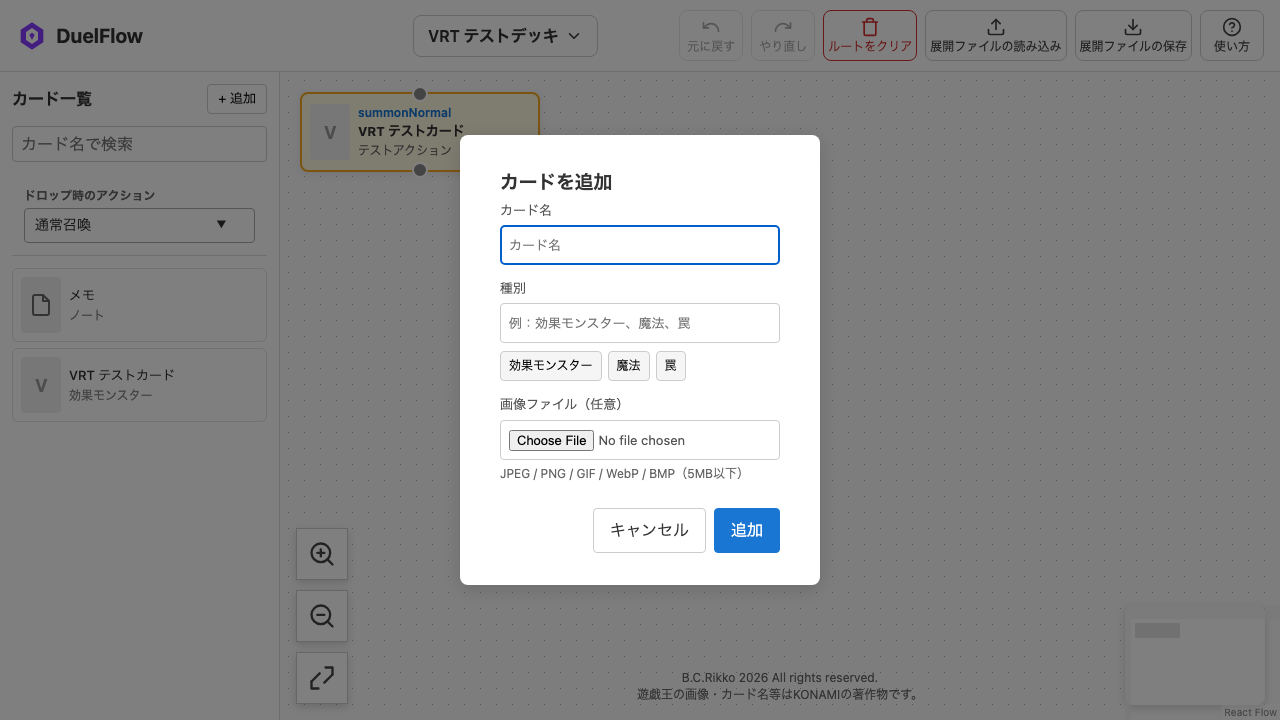 DuelFlow
VRT テストデッキ
元に戻す
やり直し
ルートをクリア
展開ファイルの読み込み
展開ファイルの保存
使い方
カード一覧
+ 追加
カード名で検索
ドロップ時のアクション
通常召喚
メモ
ノート
V
VRT テストカード
効果モンスター
V
summonNormal
VRT テストカード
テストアクション
カードを追加
カード名
カード名
種別
例：効果モンスター、魔法、罠
効果モンスター
魔法
罠
画像ファイル（任意）
Choose File No file chosen
JPEG / PNG / GIF / WebP / BMP（5MB以下）
キャンセル
追加
B.C.Rikko 2026 All rights reserved.
遊戯王の画像・カード名等はKONAMIの著作物です。
React Flow